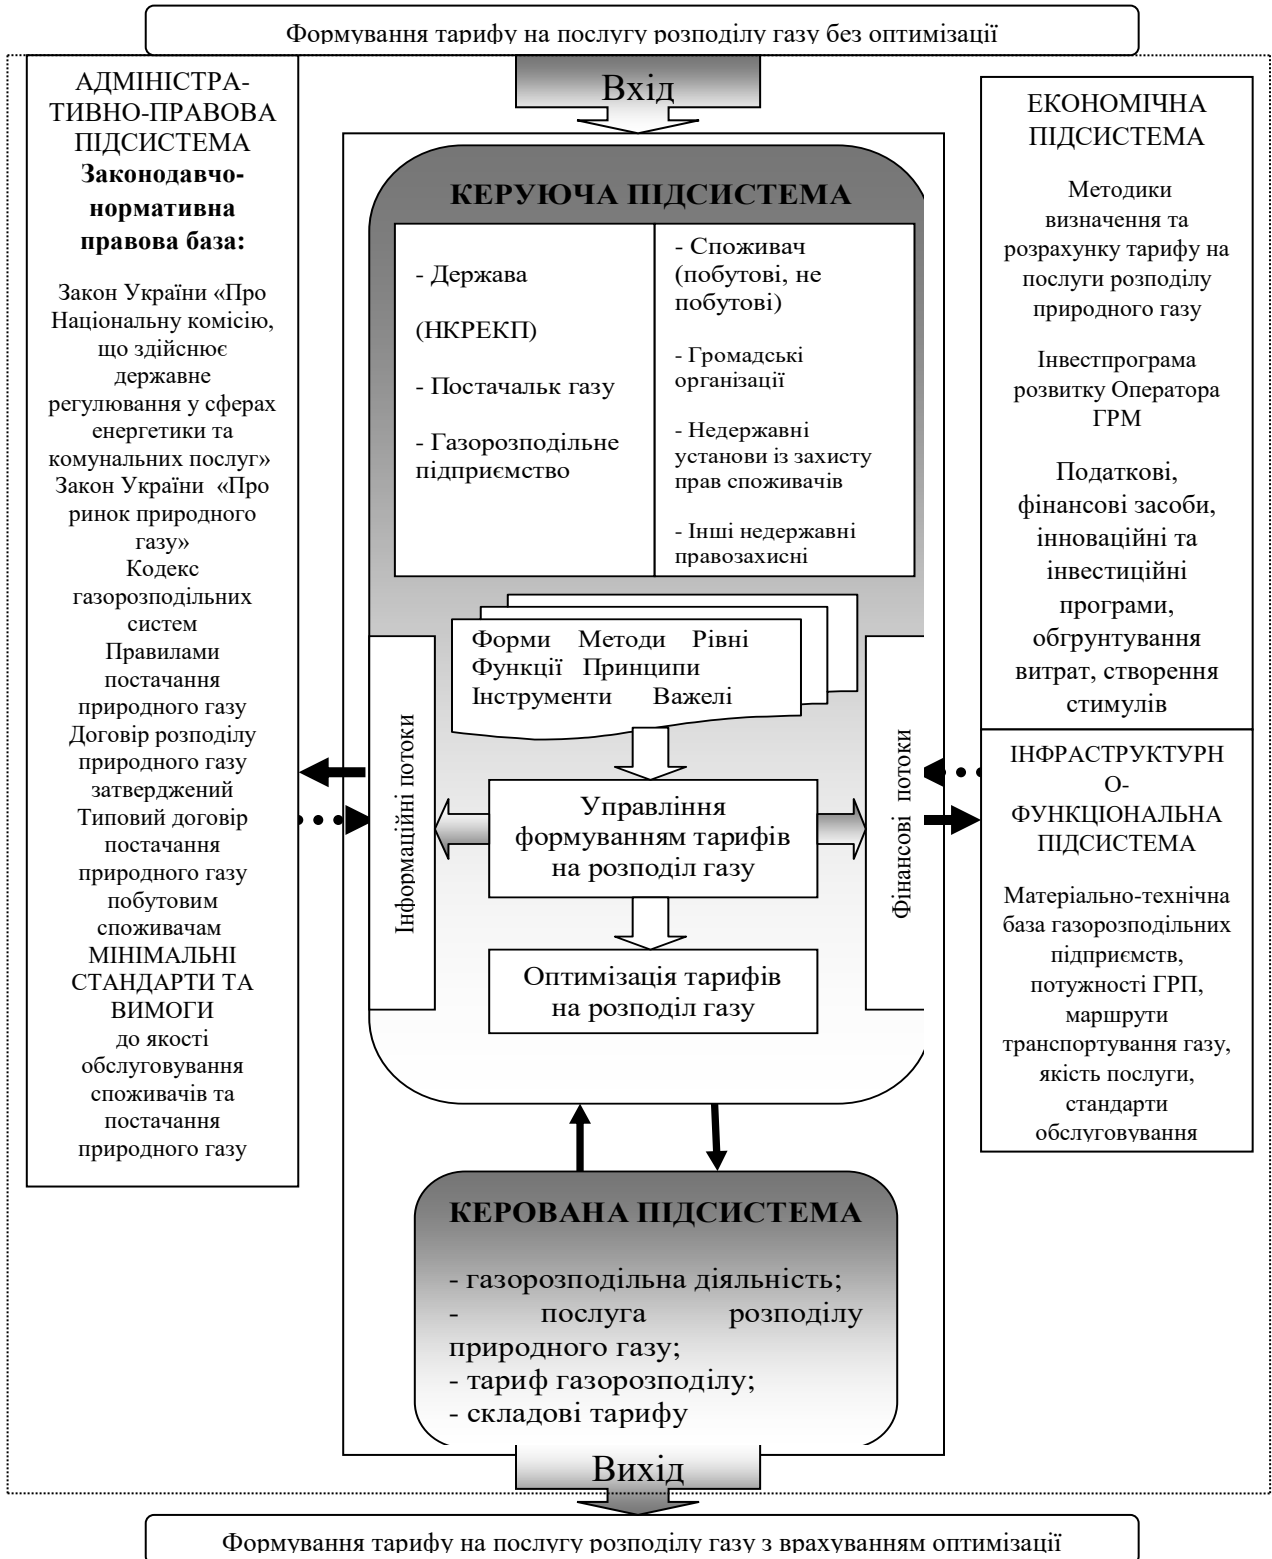 Формування тарифу на послугу розподілу газу без оптимізації
Вхід
АДМІНІСТРА-
ТИВНО-ПРАВОВА
ПІДСИСТЕМА
Законодавчо-
нормативна
правова база:
Закон України «Про
Національну комісію,
що здійснює
державне
регулювання у сферах
енергетики та
комунальних послуг»
Закон України «Про
ринок природного
газу»
Кодекс
газорозподільних
систем
Правилами
постачання
природного газу
Договір розподілу
природного газу
затверджений
Типовий договір
постачання
природного газу
побутовим
споживачам
МІНІМАЛЬНІ
СТАНДАРТИ ТА
ВИМОГИ
до якості
обслуговування
споживачів та
постачання
природного газу
КЕРУЮЧА ПІДСИСТЕМА
- Держава
(НКРЕКП)
- Постачальк газу
- Газорозподільне
підприємство
- Споживач
(побутові, не
побутові)
- Громадські
організації
- Недержавні
установи із захисту
прав споживачів
- Інші недержавні
правозахисні
Форми Методи Рівні
Функції Принципи
Інструменти Важелі
Інформаційні потоки
Управління
формуванням тарифів
на розподіл газу
Фінансові потоки
Оптимізація тарифів
на розподіл газу
ЕКОНОМІЧНА
ПІДСИСТЕМА
Методики
визначення та
розрахунку тарифу на
послуги розподілу
природного газу
Інвестпрограма
розвитку Оператора
ГРМ
Податкові,
фінансові засоби,
інноваційні та
інвестиційні
програми,
обгрунтування
витрат, створення
стимулів
ІНФРАСТРУКТУРН
О-
ФУНКЦІОНАЛЬНА
ПІДСИСТЕМА
Матеріально-технічна
база газорозподільних
підприємств,
потужності ГРП,
маршрути
транспортування газу,
якість послуги,
стандарти
обслуговування
КЕРОВАНА ПІДСИСТЕМА
- газорозподільна діяльність;
- послуга розподілу
природного газу;
- тариф газорозподілу;
- складові тарифу
Вихід
Формування тарифу на послугу розподілу газу з врахуванням оптимізації